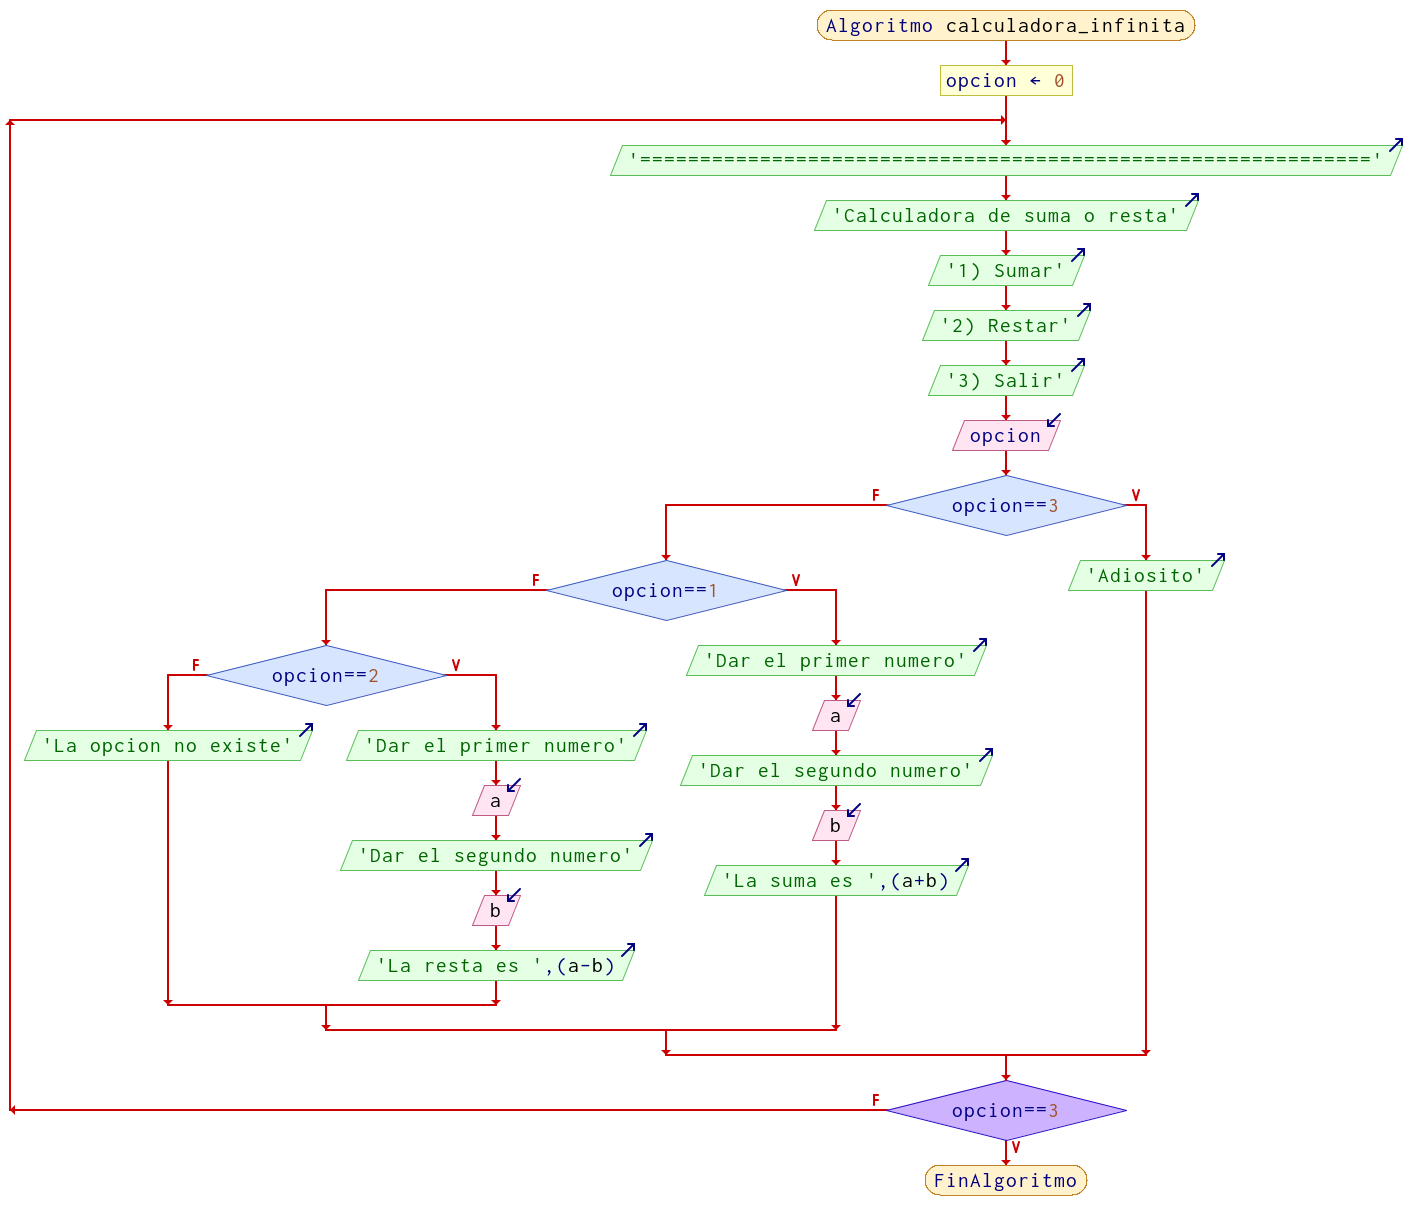 Algoritmo calculadora_infinita
opcion ← 0
'============================================================='
'Calculadora de suma o resta'
'1) Sumar'
'2) Restar'
'3) Salir'
opcion
F opcion==3 V
'Adiosito'
F opcion==1 V
'Dar el primer numero'
a
'Dar el segundo numero'
b
'La suma es ',(a+b)
F opcion==2 V
'La opcion no existe'
'Dar el primer numero'
a
'Dar el segundo numero'
b
'La resta es ',(a-b)
F opcion==3
V
FinAlgoritmo